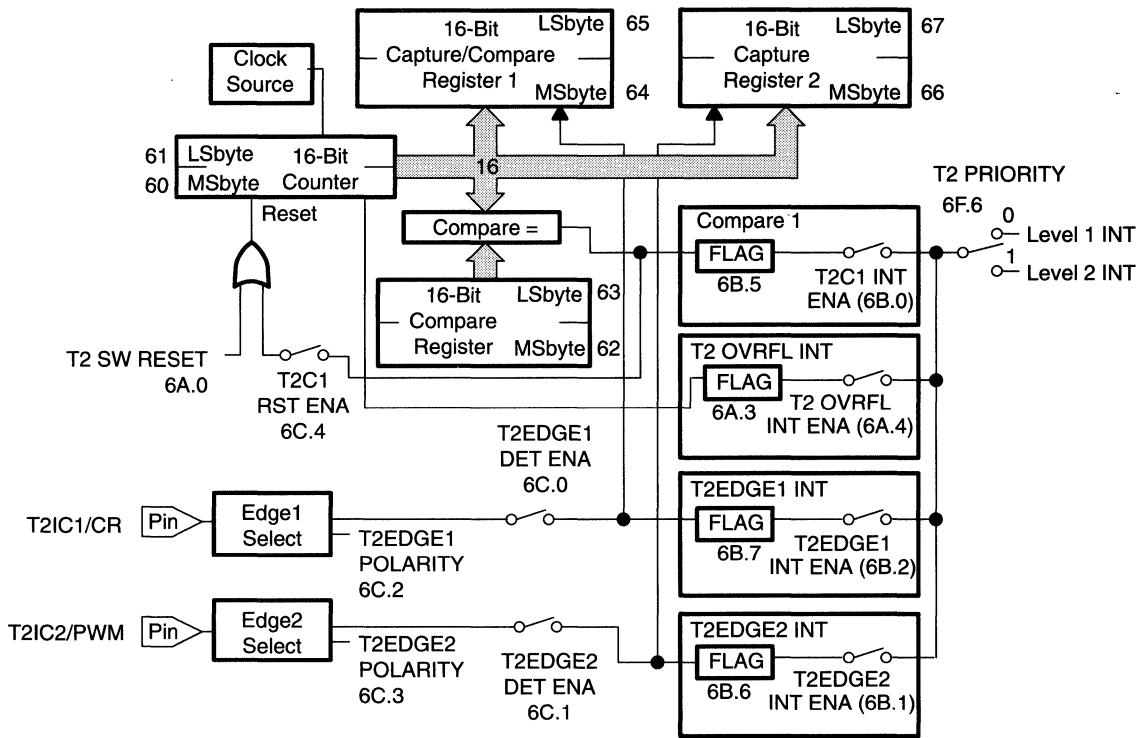 Clock
Source
16-Bit
Capture/Compare
Register 1
LSbyte
65
MSbyte
64
16-Bit
Capture
Register 2
LSbyte
67
MSbyte
66
61
LSbyte
60
MSbyte
16-Bit
Counter
Reset
16
Compare =
16-Bit
Compare
Register
LSbyte
63
MSbyte
62
T2 SW RESET
6A.0
T2C1
RST ENA
6C.4
Compare 1
FLAG
6B.5
T2C1 INT
ENA (6B.0)
T2 PRIORITY
6F.6
0
Level 1 INT
1
Level 2 INT
T2 OVRFL INT
FLAG
6A.3
T2 OVRFL
INT ENA (6A.4)
T2EDGE1
DET ENA
6C.0
T2IC1/CR
Pin
Edge1
Select
T2EDGE1
POLARITY
6C.2
T2EDGE1 INT
FLAG
6B.7
T2EDGE1
INT ENA (6B.2)
T2IC2/PWM
Pin
Edge2
Select
T2EDGE2
POLARITY
6C.3
T2EDGE2
DET ENA
6C.1
T2EDGE2 INT
FLAG
6B.6
T2EDGE2
INT ENA (6B.1)